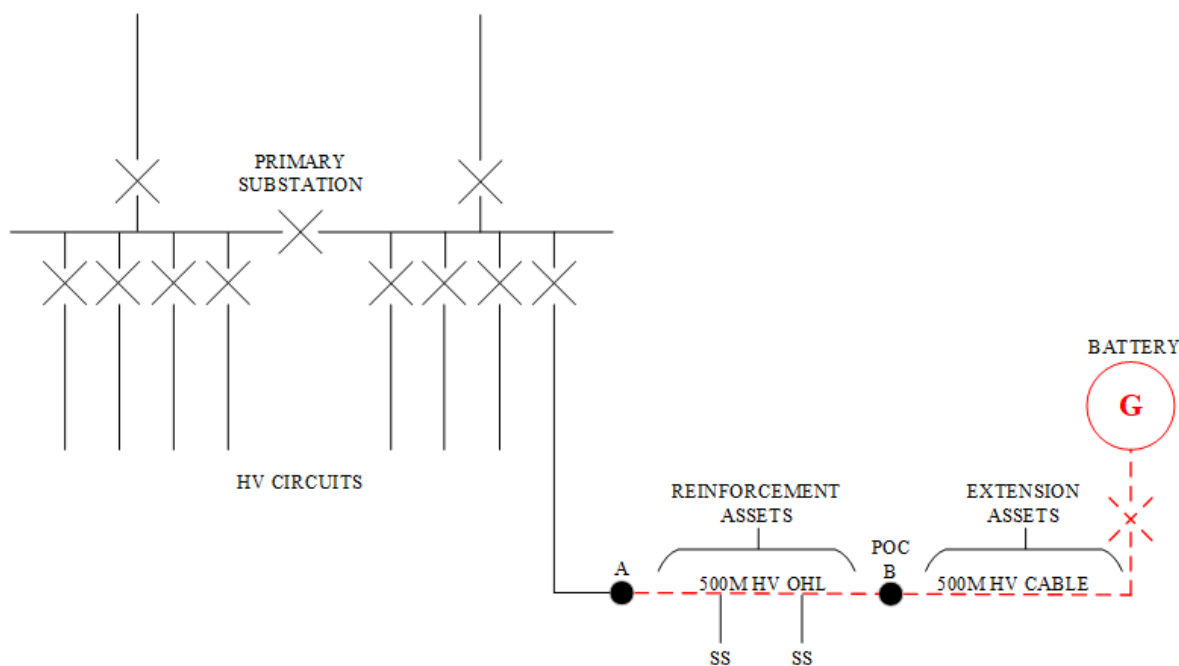 PRIMARY
SUBSTATION
BATTERY
G
HV CIRCUITS
REINFORCEMENT
ASSETS
EXTENSION
ASSETS
A
POC
B
500M HV OHL
500M HV CABLE
SS
SS